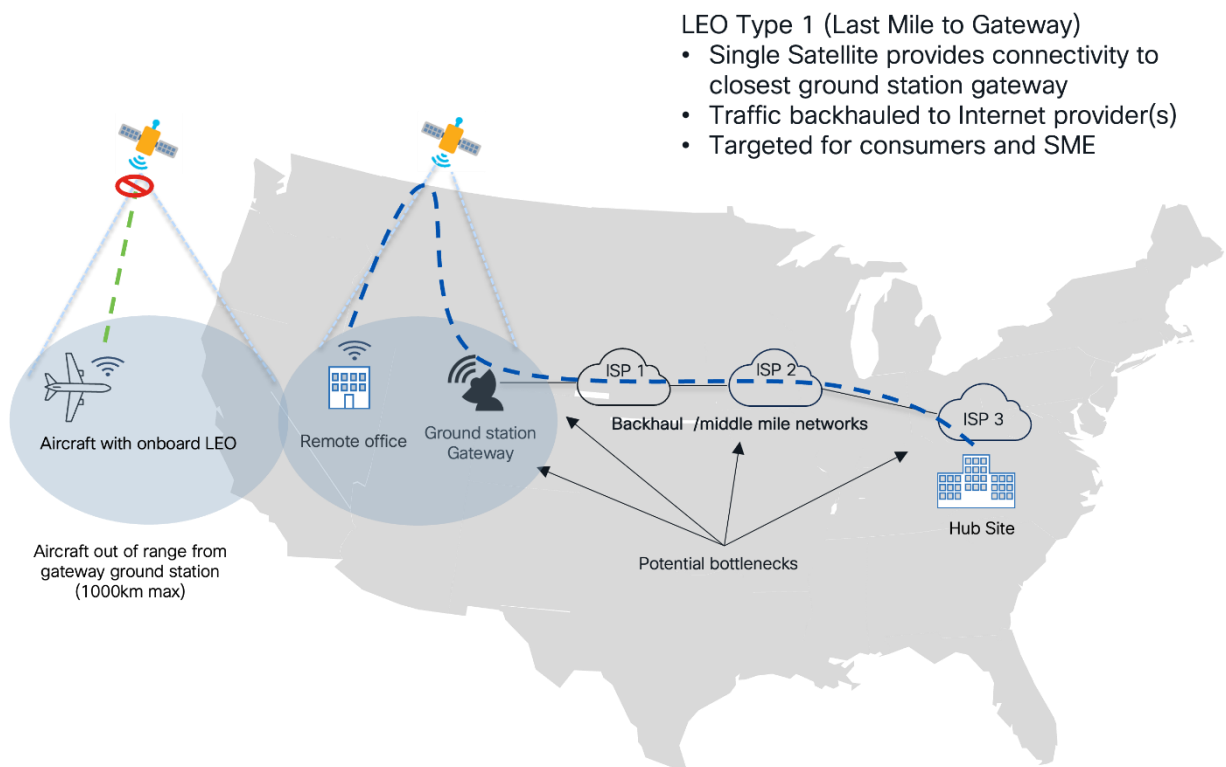 LEO Type 1 (Last Mile to Gateway)
• Single Satellite provides connectivity to
closest ground station gateway
• Traffic backhauled to Internet provider(s)
• Targeted for consumers and SME
Aircraft with onboard LEO
Remote office
Ground station
Gateway
ISP 1
ISP 2
ISP 3
Backhaul /middle mile networks
Hub Site
Potential bottlenecks
Aircraft out of range from
gateway ground station
(1000km max)